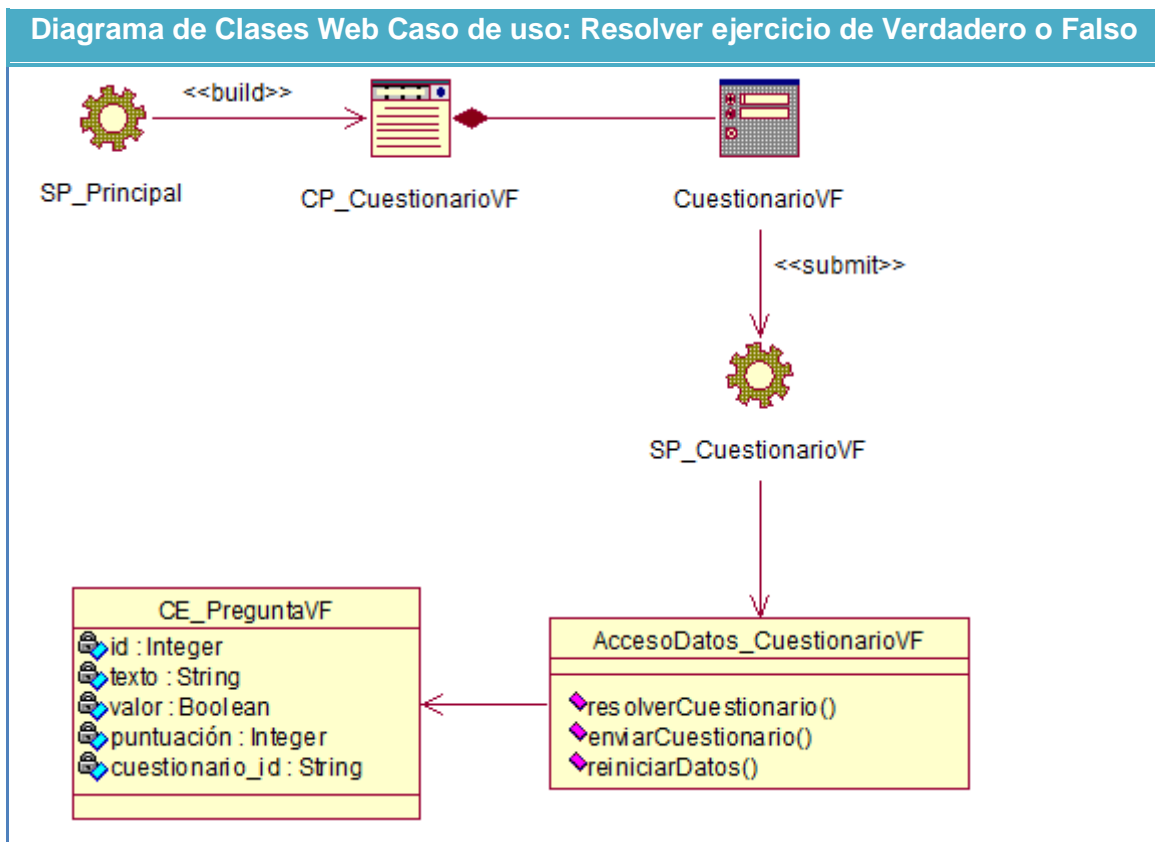 Diagrama de Clases Web Caso de uso: Resolver ejercicio de Verdadero o Falso
<<build>>
SP_Principal
CP_CuestionarioVF
CuestionarioVF
<<submit>>
SP_CuestionarioVF
CE_PreguntaVF
id : Integer
texto : String
valor : Boolean
puntuación : Integer
cuestionario_id : String
AccesoDatos_CuestionarioVF
resolverCuestionario()
enviarCuestionario()
reiniciarDatos()